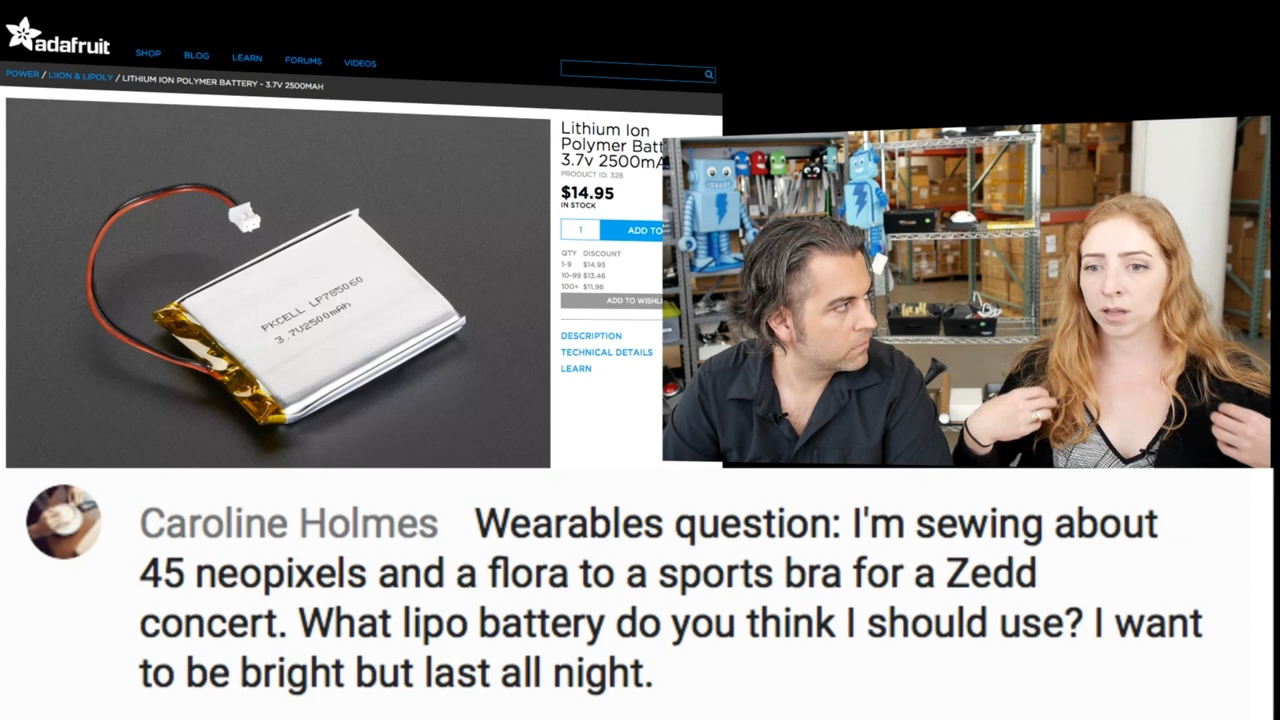 adafruit
SHOP BLOG LEARN FORUMS VIDEOS
POWER / LIION & LIPOLY / LITHIUM ION POLYMER BATTERY - 3.7V 2500MAH
PKCELL LP785060
3.7V2500mAh
Lithium Ion
Polymer Batt
3.7v 2500mA
PRODUCT ID: 328
$14.95
IN STOCK
1 ADD TO
QTY DISCOUNT
1-9 $14.95
10-99 $13.46
100+ $11.96
ADD TO WISHLI
DESCRIPTION
TECHNICAL DETAILS
LEARN
Caroline Holmes Wearables question: I'm sewing about
45 neopixels and a flora to a sports bra for a Zedd
concert. What lipo battery do you think I should use? I want
to be bright but last all night.